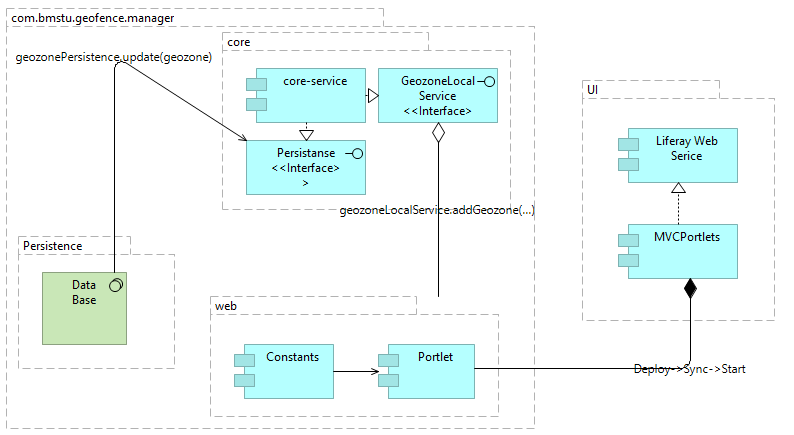 com.bmstu.geofence.manager
core
geozonePersistence.update(geozone)
core-service
GeozoneLocal
Service
<<Interface>
Persistanse
<<Interface>
>
geozoneLocalService.addGeozone(...)
UI
Liferay Web
Serice
MVCPortlets
Persistence
Data
Base
web
Constants
Portlet
Deploy->Sync->Start